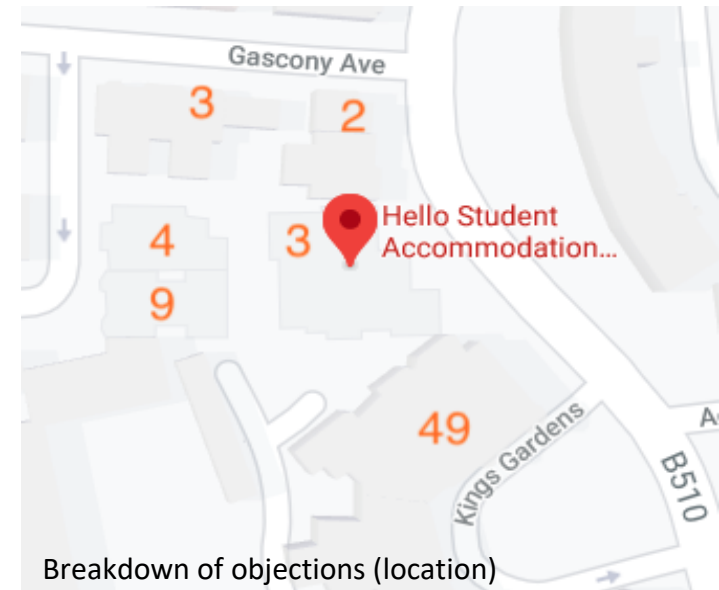 Gascony Ave
3
2
Hello Student
Accommodation...
3
4
9
49
Kings Gardens
A
B510
Breakdown of objections (location)